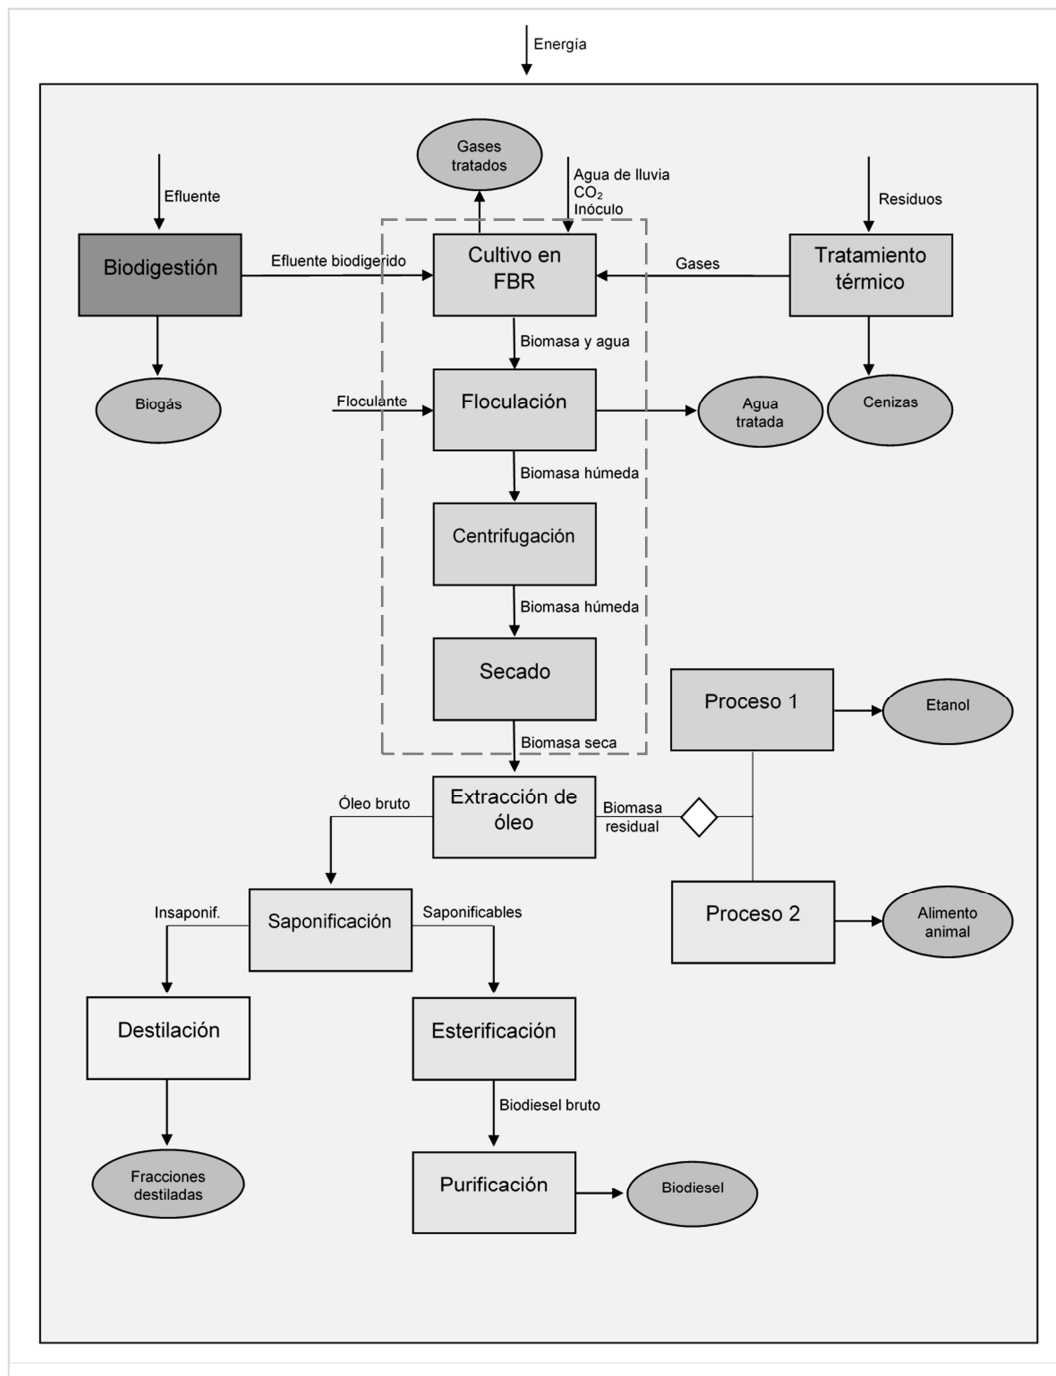 Energía
Gases
tratados
Agua de lluvia
CO₂
Inóculo
Efluente
Residuos
Biodigestión
Efluente biodigerido
Cultivo en
FBR
Gases
Tratamiento
térmico
Biomasa y agua
Biogás
Floculante
Floculación
Agua
tratada
Cenizas
Biomasa húmeda
Centrifugación
Biomasa húmeda
Secado
Proceso 1
Etanol
Biomasa seca
Óleo bruto
Extracción de
óleo
Biomasa
residual
Insaponif.
Saponificación
Saponificables
Proceso 2
Alimento
animal
Destilación
Esterificación
Biodiesel bruto
Fracciones
destiladas
Purificación
Biodiesel